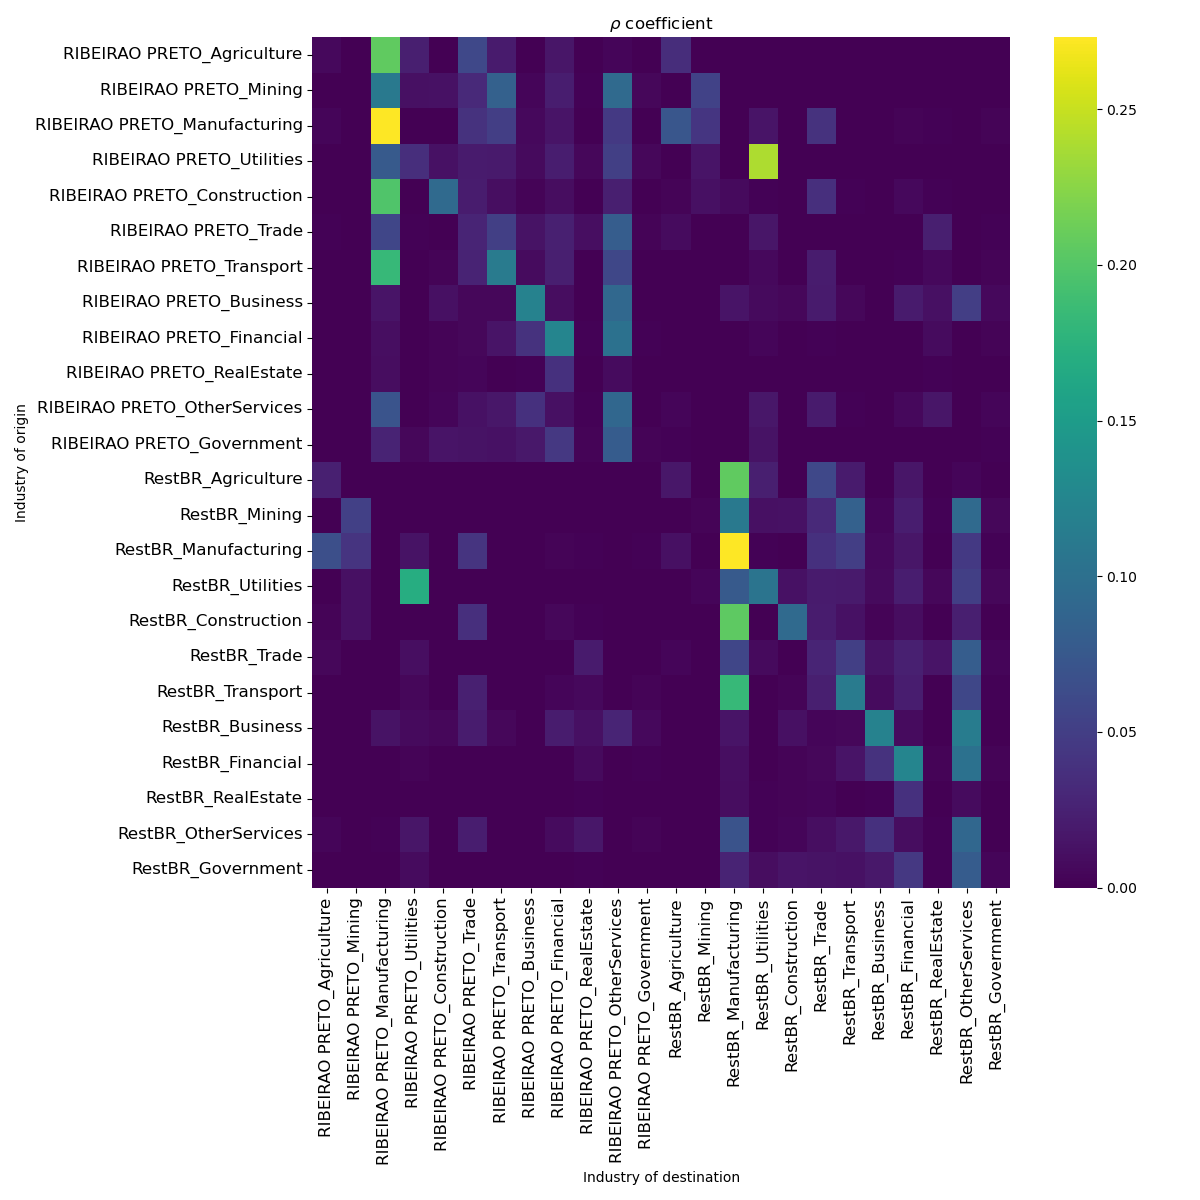 ρ coefficient
RIBEIRAO PRETO_Agriculture
RIBEIRAO PRETO_Mining
RIBEIRAO PRETO_Manufacturing
RIBEIRAO PRETO_Utilities
RIBEIRAO PRETO_Construction
RIBEIRAO PRETO_Trade
RIBEIRAO PRETO_Transport
RIBEIRAO PRETO_Business
RIBEIRAO PRETO_Financial
RIBEIRAO PRETO_RealEstate
RIBEIRAO PRETO_OtherServices
RIBEIRAO PRETO_Government
RestBR_Agriculture
RestBR_Mining
RestBR_Manufacturing
RestBR_Utilities
RestBR_Construction
RestBR_Trade
RestBR_Transport
RestBR_Business
RestBR_Financial
RestBR_RealEstate
RestBR_OtherServices
RestBR_Government
Industry of origin
RIBEIRAO PRETO_Agriculture
RIBEIRAO PRETO_Mining
RIBEIRAO PRETO_Manufacturing
RIBEIRAO PRETO_Utilities
RIBEIRAO PRETO_Construction
RIBEIRAO PRETO_Trade
RIBEIRAO PRETO_Transport
RIBEIRAO PRETO_Business
RIBEIRAO PRETO_Financial
RIBEIRAO PRETO_RealEstate
RIBEIRAO PRETO_OtherServices
RIBEIRAO PRETO_Government
RestBR_Agriculture
RestBR_Mining
RestBR_Manufacturing
RestBR_Utilities
RestBR_Construction
RestBR_Trade
RestBR_Transport
RestBR_Business
RestBR_Financial
RestBR_RealEstate
RestBR_OtherServices
RestBR_Government
Industry of destination
0.25
0.20
0.15
0.10
0.05
0.00